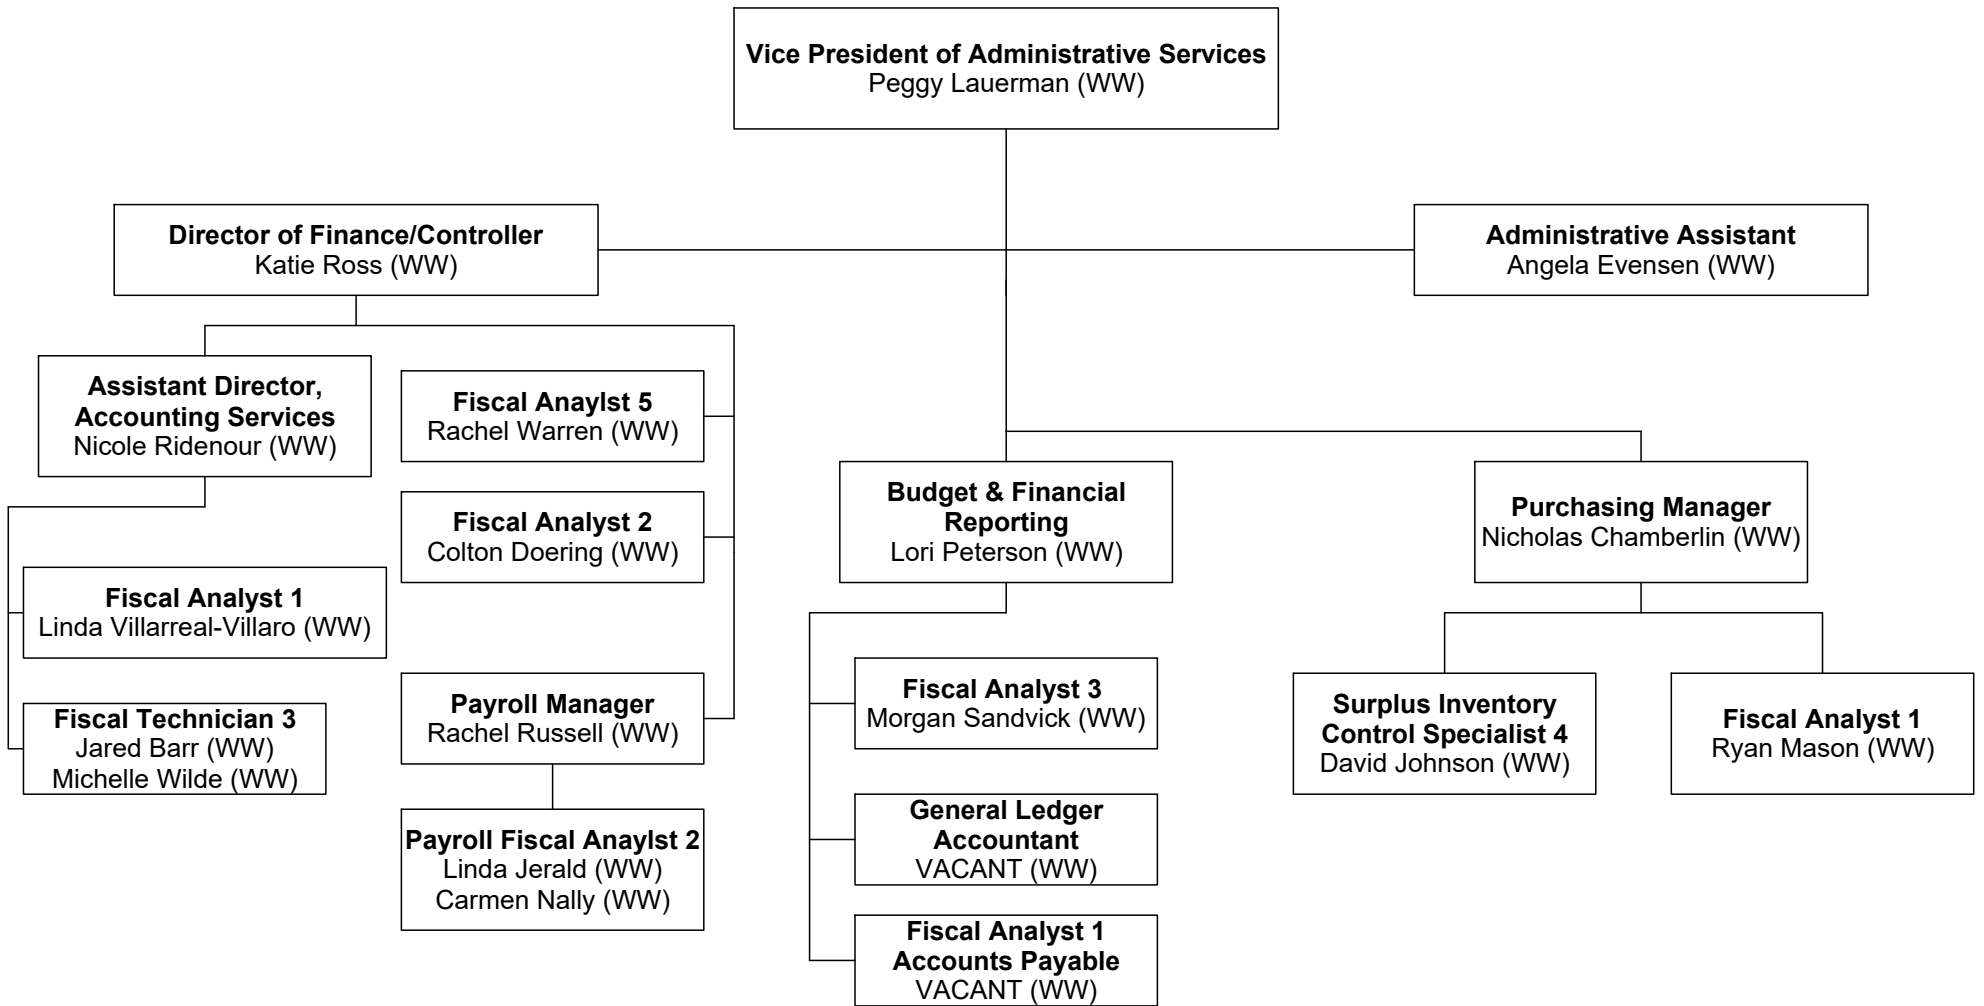 Vice President of Administrative Services
Peggy Lauerman (WW)
Director of Finance/Controller
Katie Ross (WW)
Administrative Assistant
Angela Evensen (WW)
Assistant Director,
Accounting Services
Nicole Ridenour (WW)
Fiscal Analyst 1
Linda Villarreal-Villaro (WW)
Fiscal Technician 3
Jared Barr (WW)
Michelle Wilde (WW)
Fiscal Anaylst 5
Rachel Warren (WW)
Fiscal Analyst 2
Colton Doering (WW)
Payroll Manager
Rachel Russell (WW)
Payroll Fiscal Anaylst 2
Linda Jerald (WW)
Carmen Nally (WW)
Budget & Financial
Reporting
Lori Peterson (WW)
Fiscal Analyst 3
Morgan Sandvick (WW)
General Ledger
Accountant
VACANT (WW)
Fiscal Analyst 1
Accounts Payable
VACANT (WW)
Purchasing Manager
Nicholas Chamberlin (WW)
Surplus Inventory
Control Specialist 4
David Johnson (WW)
Fiscal Analyst 1
Ryan Mason (WW)